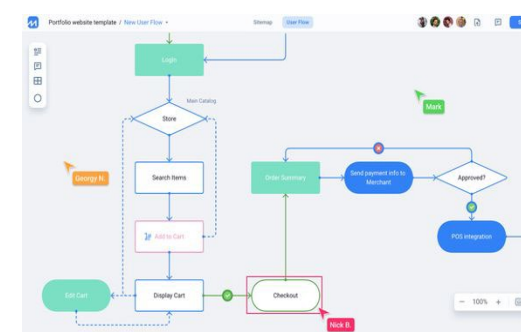 Portfolio website template / New User Flow
Sitemap
User Flow
Login
Main Catalog
Store
Mark
Georgy N.
Search Items
Order Summary
Send payment info to
Merchant
Approved?
Add to Cart
POS integration
Edit Cart
Display Cart
Checkout
100%
Nick B.